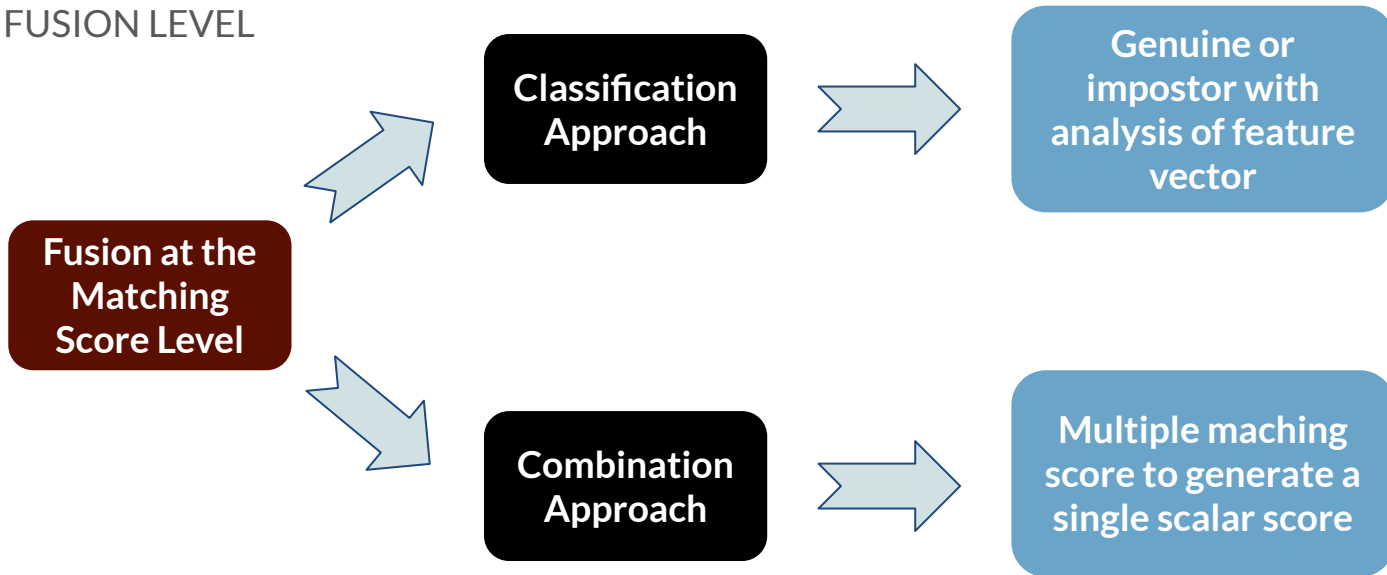 FUSION LEVEL
Classification
Approach
Genuine or
impostor with
analysis of feature
vector
Fusion at the
Matching
Score Level
Combination
Approach
Multiple maching
score to generate a
single scalar score